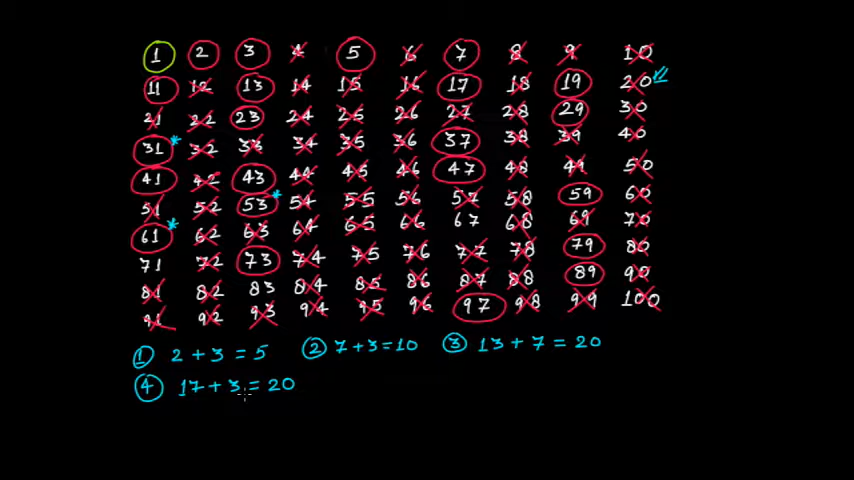 1 2 3 4 5 6 7 8 9 10
11 12 13 14 15 16 17 18 19 20
21 22 23 24 25 26 27 28 29 30
31 32 33 34 35 36 37 38 39 40
41 42 43 44 45 46 47 48 49 50
51 52 53 54 55 56 57 58 59 60
61 62 63 64 65 66 67 68 69 70
71 72 73 74 75 76 77 78 79 80
81 82 83 84 85 86 87 88 89 90
91 92 93 94 95 96 97 98 99 100
① 2+3=5 ② 7+3=10 ③ 13+7=20
④ 17+3=20